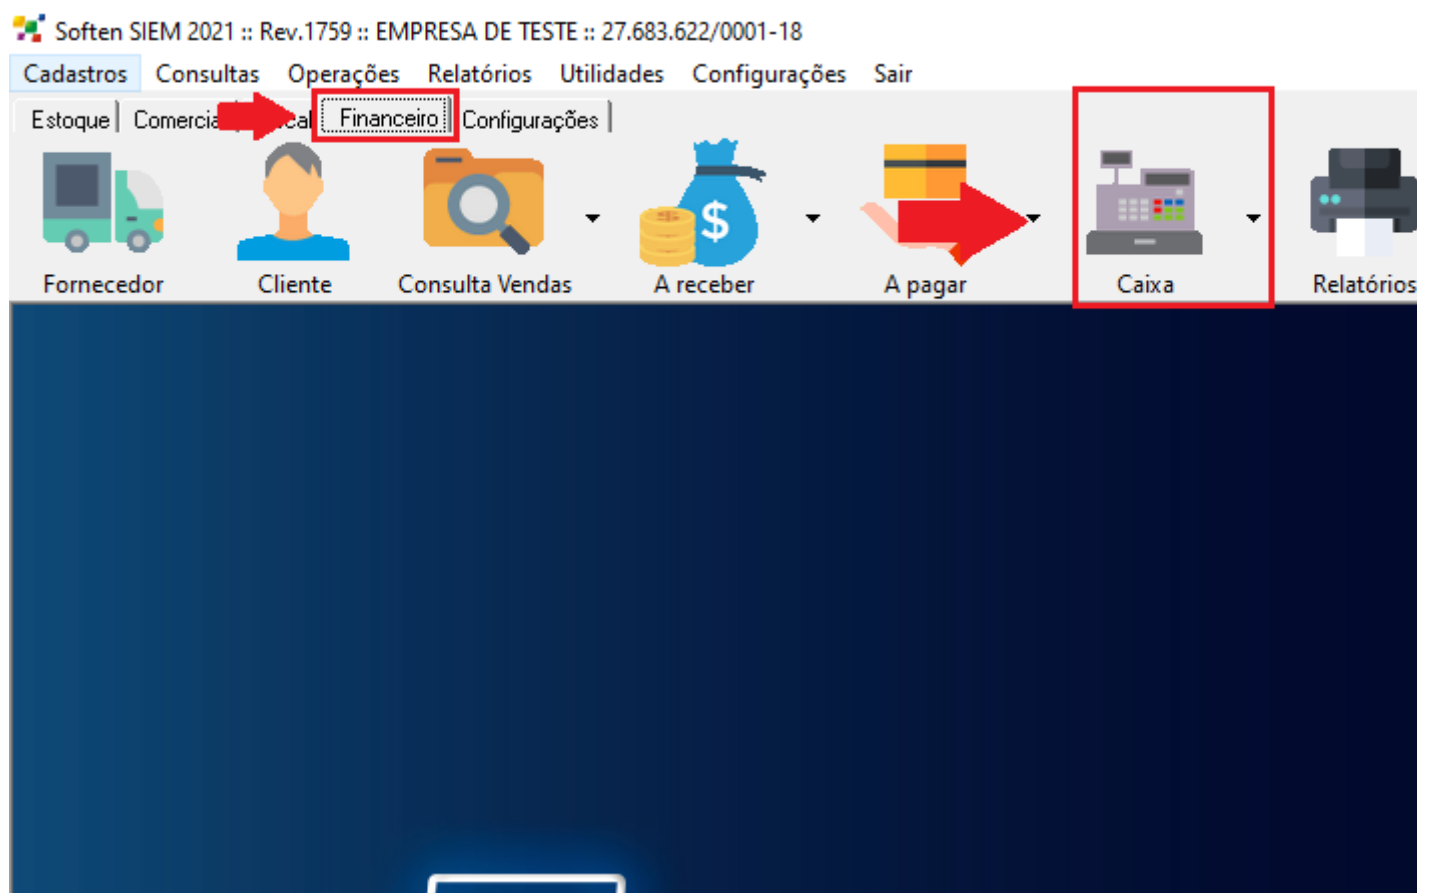 Soften SIEM 2021 :: Rev.1759 :: EMPRESA DE TESTE :: 27.683.622/0001-18
Cadastros Consultas Operações Relatórios Utilidades Configurações Sair
Estoque Financeiro Configurações
$ $
Fornecedor Cliente Consulta Vendas A receber A pagar Caixa Relatórios